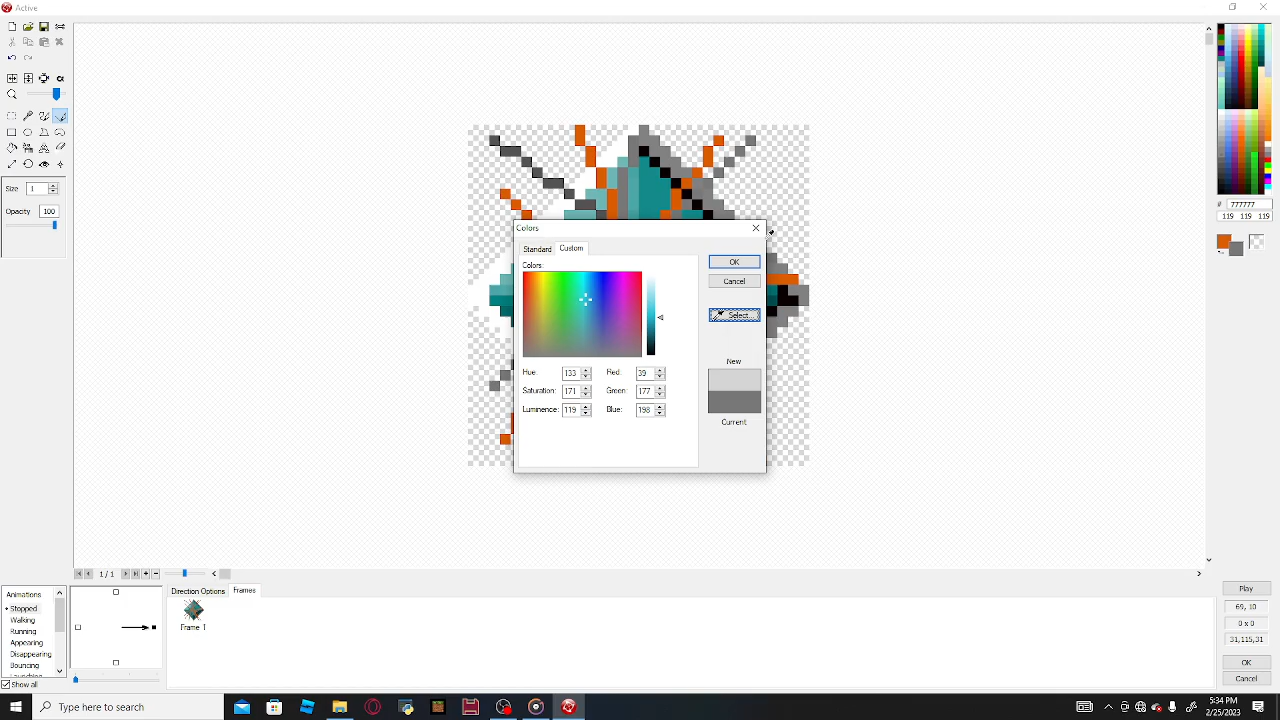 Active
Size 1
Opacity 100
Colors
Standard Custom
Colors:
OK
Cancel
Select...
New
Hue: 133 Red: 39
Saturation: 171 Green: 177
Luminence: 119 Blue: 198
Current
# 777777
119 119 119
1 / 1
Animations
Stopped
Walking
Running
Appearing
Disappearing
Bouncing
Show all
Direction Options Frames
Frame 1
Play
69, 10
0 x 0
31,115,31
OK
Cancel
Type here to search
5:34 PM
2/25/2023